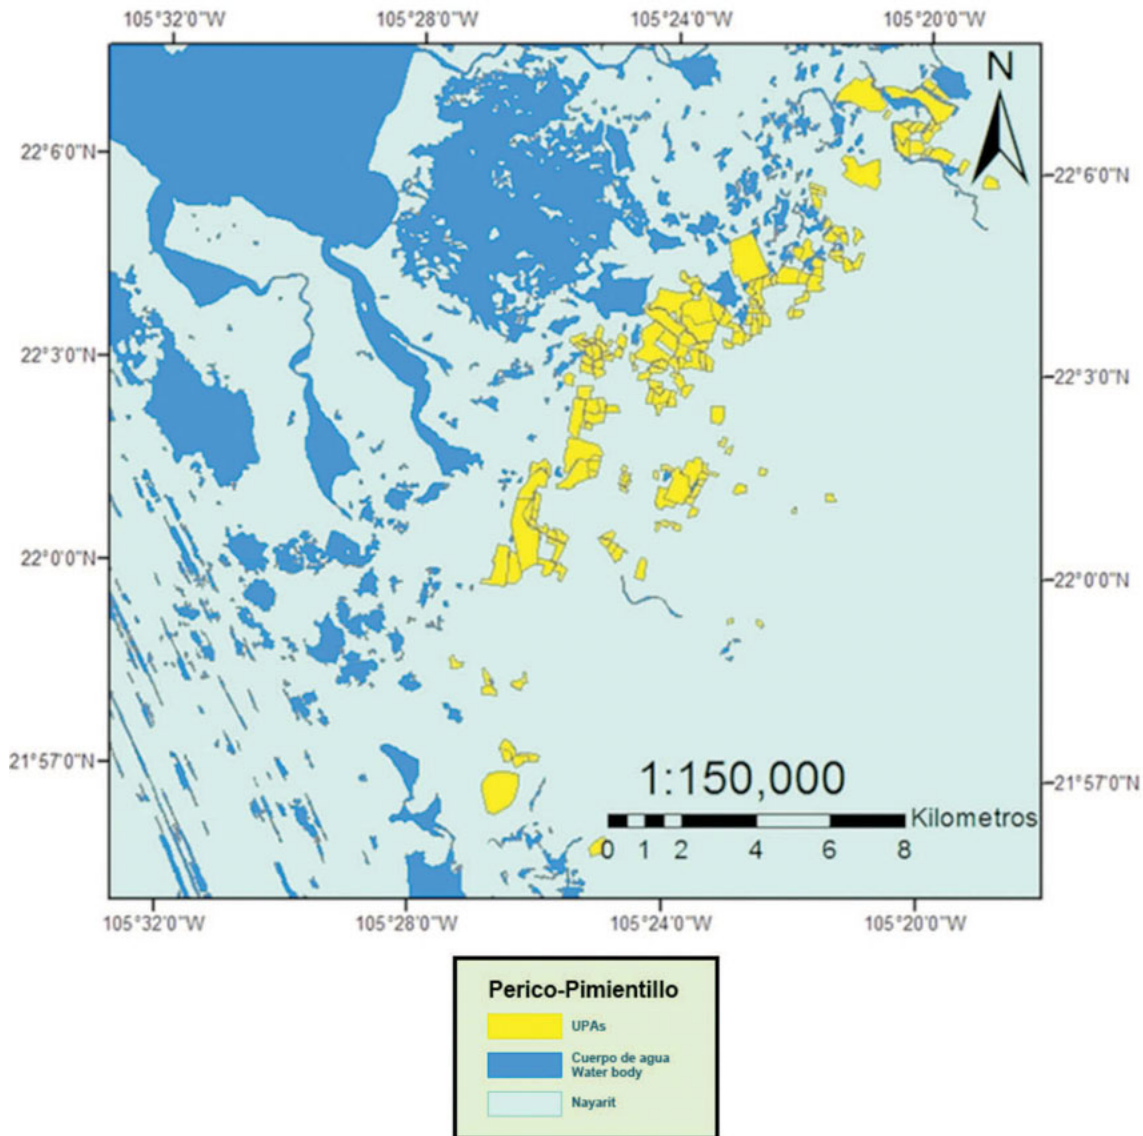 105°32'0"W 105°28'0"W 105°24'0"W 105°20'0"W
N
22°6'0"N
22°6'0"N
22°3'0"N
22°3'0"N
22°0'0"N
22°0'0"N
21°57'0"N
21°57'0"N
1:150,000
Kilometros
0 1 2 4 6 8
105°32'0"W 105°28'0"W 105°24'0"W 105°20'0"W
Perico-Pimientillo
UPAs
Cuerpo de agua
Water body
Nayarit